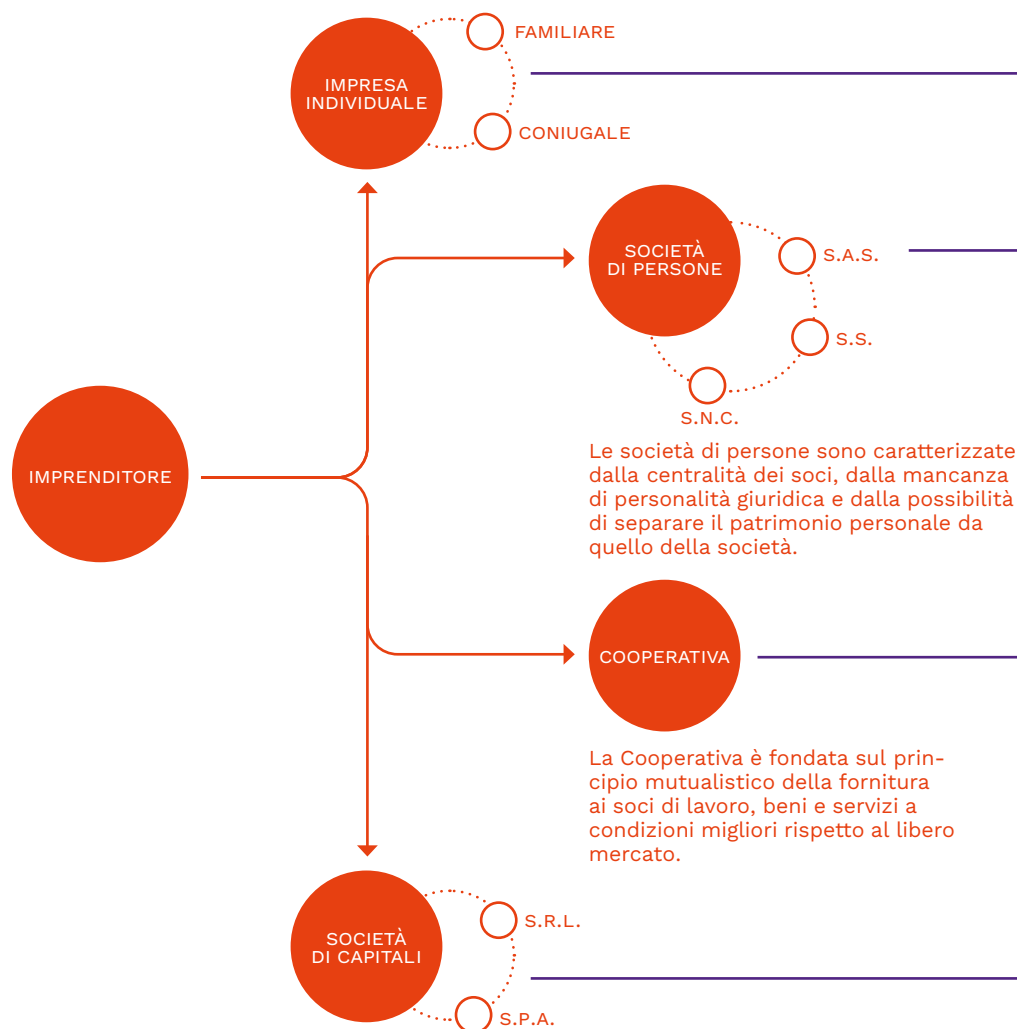 FAMILIARE
IMPRESA
INDIVIDUALE
CONIUGALE
SOCIETÀ
DI PERSONE
S.A.S.
S.S.
S.N.C.
Le società di persone sono caratterizzate
dalla centralità dei soci, dalla mancanza
di personalità giuridica e dalla possibilità
di separare il patrimonio personale da
quello della società.
IMPRENDITORE
COOPERATIVA
La Cooperativa è fondata sul prin-
cipio mutualistico della fornitura
ai soci di lavoro, beni e servizi a
condizioni migliori rispetto al libero
mercato.
SOCIETÀ
DI CAPITALI
S.R.L.
S.P.A.